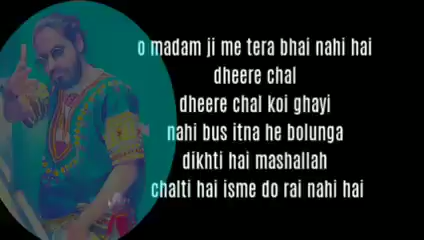 o madam ji me tera bhai nahi hai
dheere chal
dheere chal koi ghayi
nahi bus itna he bolunga
dikhti hai mashallah
chalti hai isme do rai nahi hai